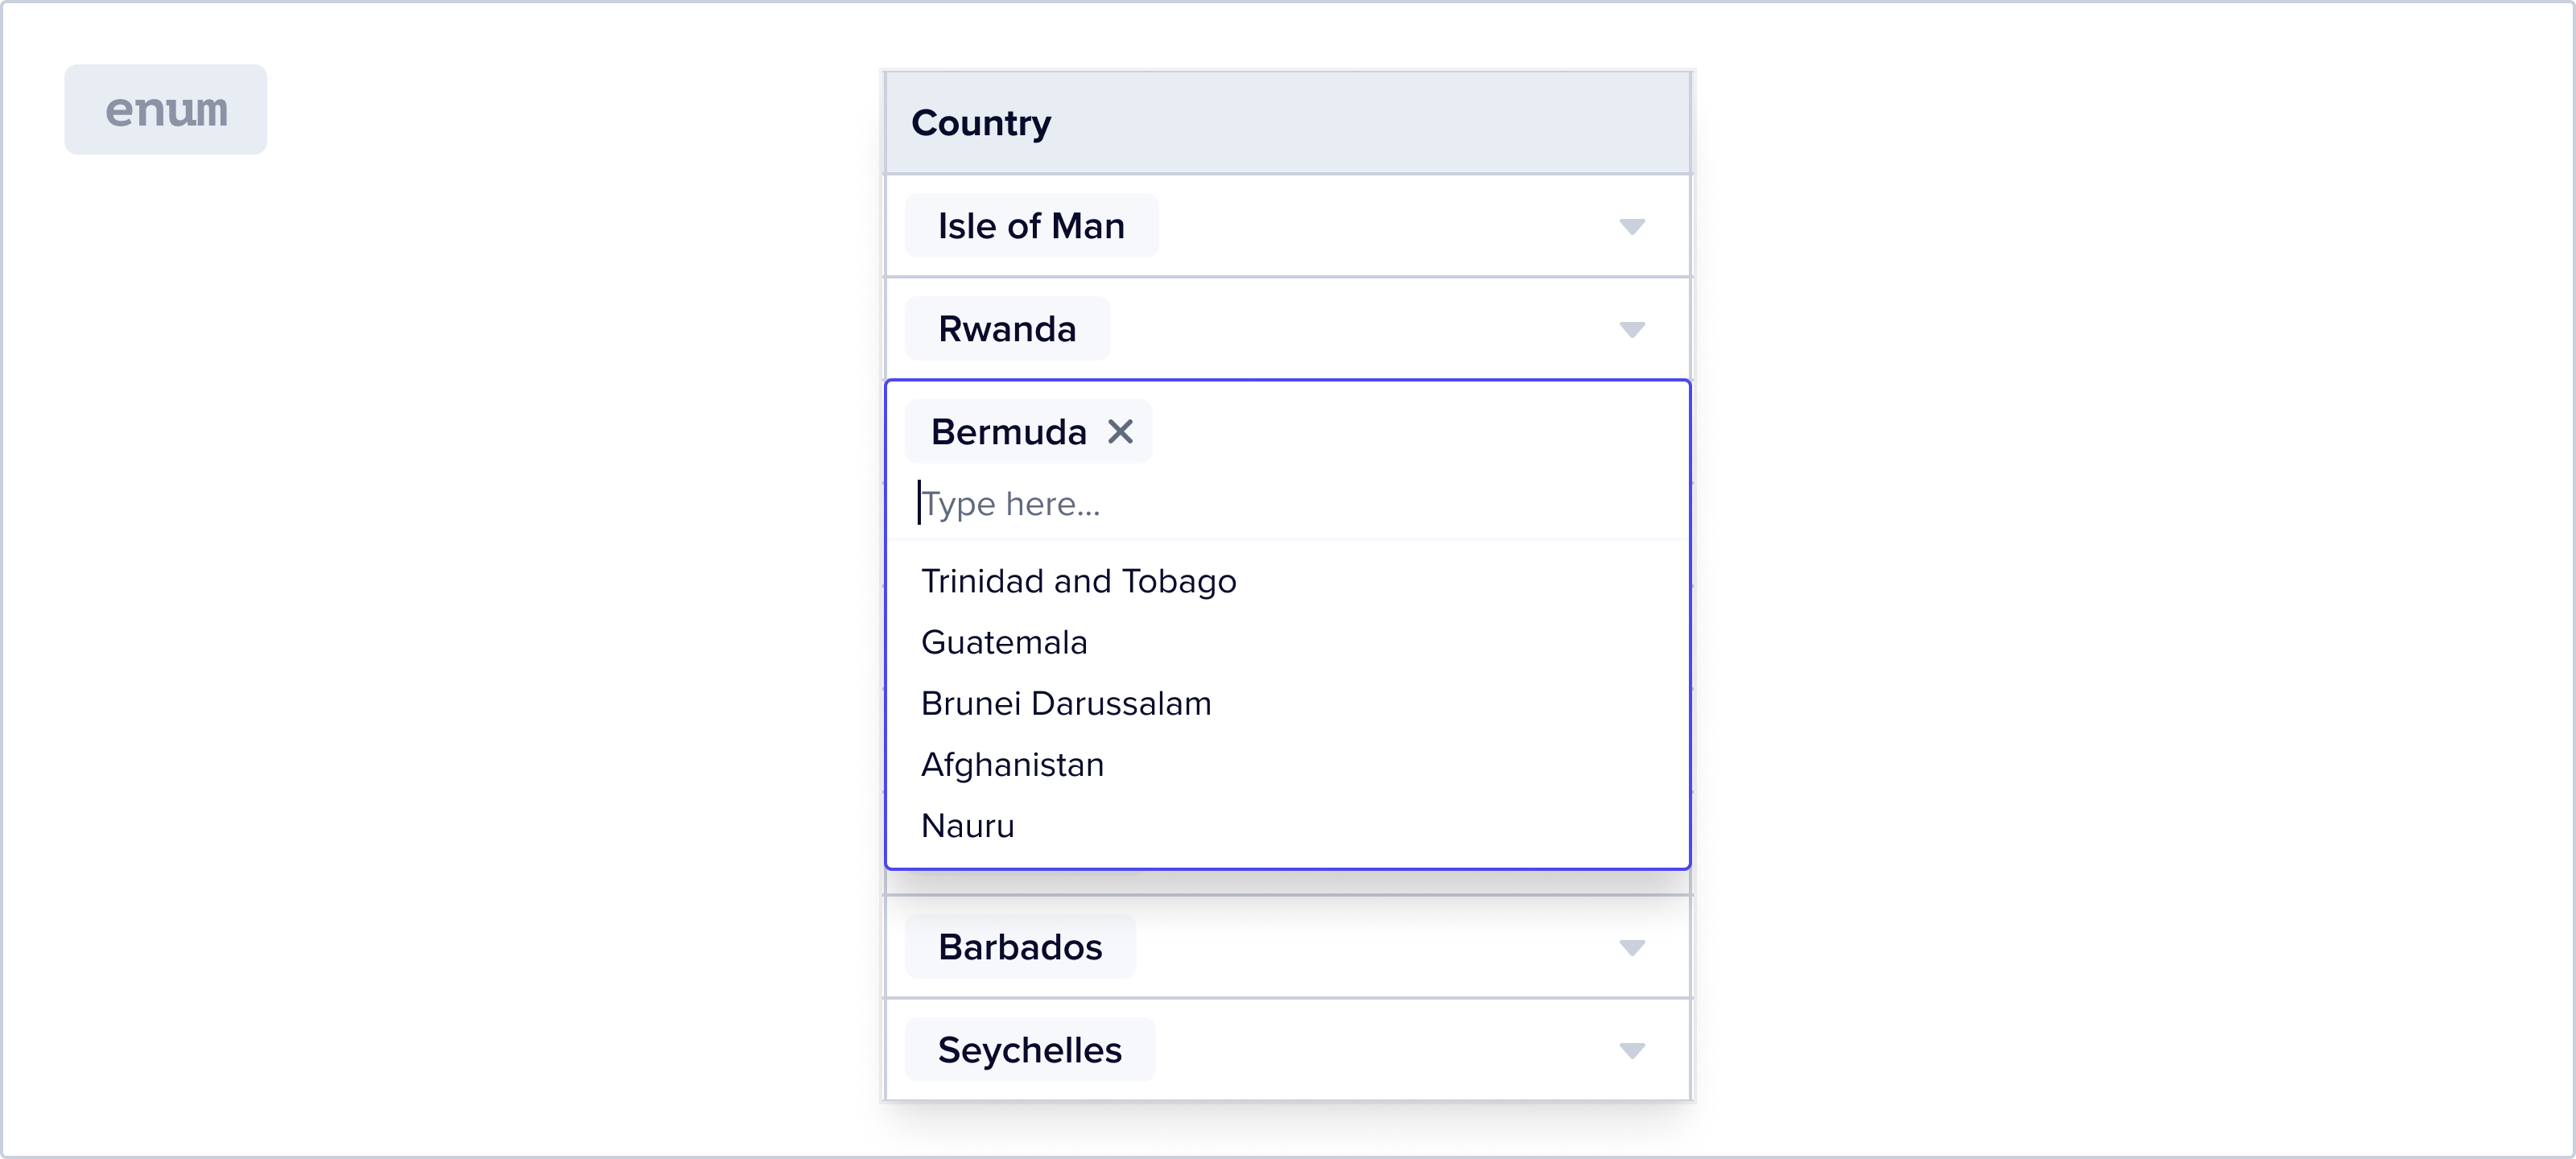 enum
Country
Isle of Man
Rwanda
Bermuda
Type here...
Trinidad and Tobago
Guatemala
Brunei Darussalam
Afghanistan
Nauru
Barbados
Seychelles